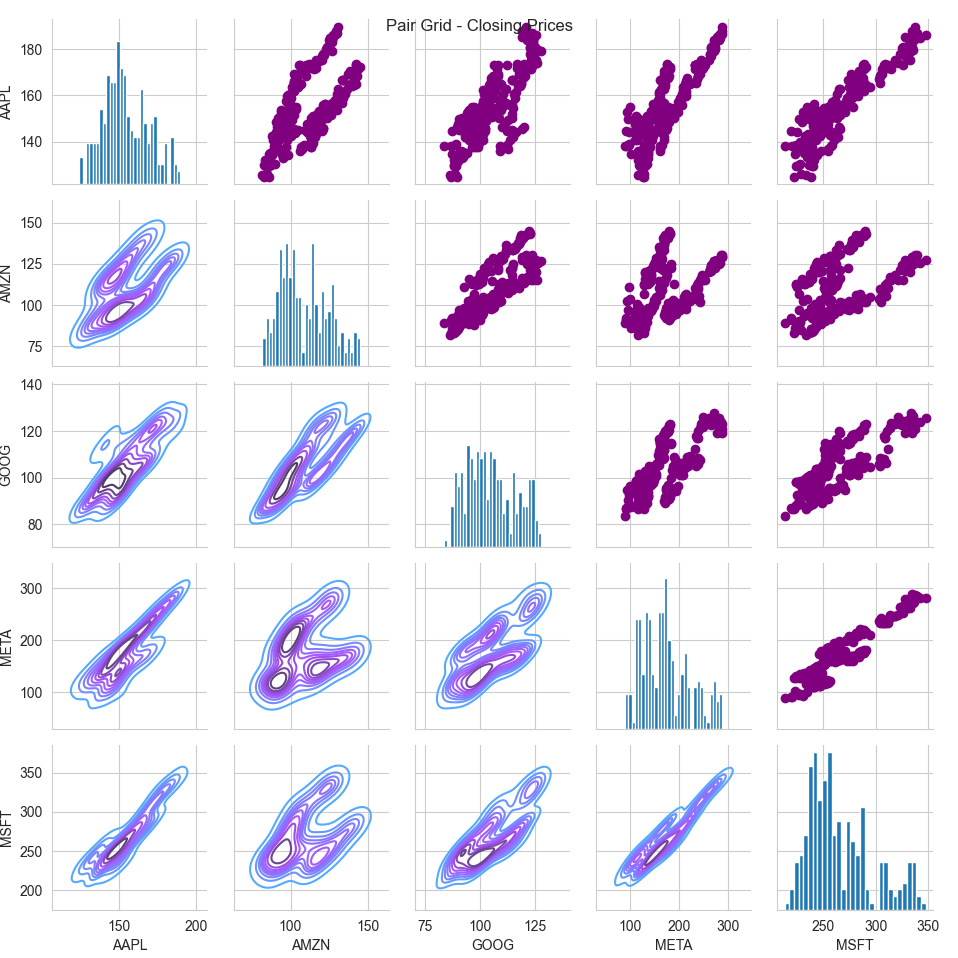 Pair Grid - Closing Prices
AAPL
180
160
140
AMZN
150
125
100
75
GOOG
140
120
100
80
META
300
200
100
MSFT
350
300
250
200
150 200
100 150
75 100 125
100 200 300
250 300 350
AAPL AMZN GOOG META MSFT